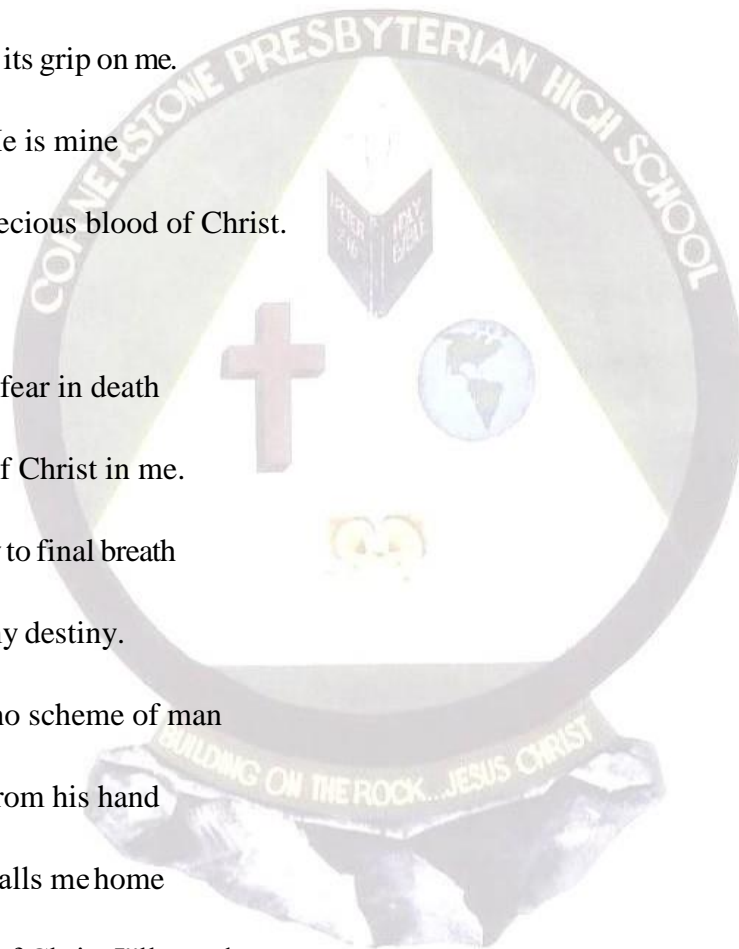 its grip on me.
CORNERSTONE PRESBYTERIAN HIGH SCHOOL
e is mine
ecious blood of Christ.
HOLY
BIBLE
fear in death
f Christ in me.
to final breath
y destiny.
no scheme of man
rom his hand
BUILDING ON THE ROCK...JESUS CHRIST
alls me home